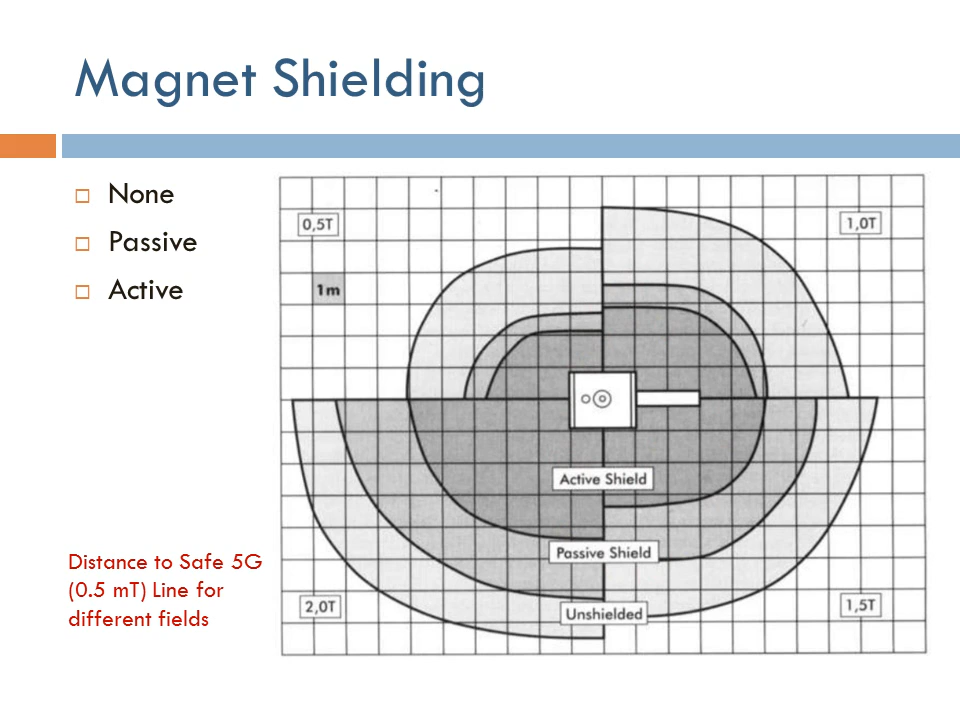 Magnet Shielding
None
Passive
Active
0,5T
1,0T
1m
Active Shield
Passive Shield
Unshielded
2,0T
1,5T
Distance to Safe 5G
(0.5 mT) Line for
different fields